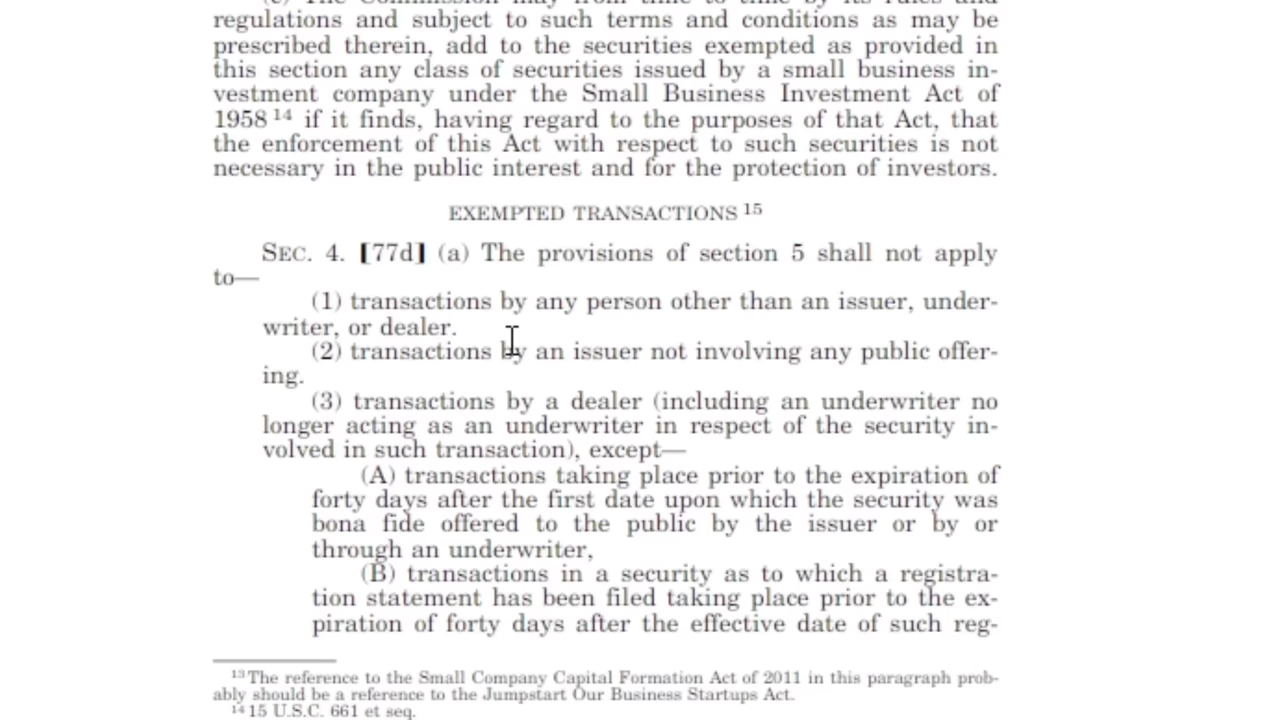 (c) The Commission may from time to time by its rules and
regulations and subject to such terms and conditions as may be
prescribed therein, add to the securities exempted as provided in
this section any class of securities issued by a small business in-
vestment company under the Small Business Investment Act of
1958 14 if it finds, having regard to the purposes of that Act, that
the enforcement of this Act with respect to such securities is not
necessary in the public interest and for the protection of investors.
EXEMPTED TRANSACTIONS 15
SEC. 4. [77d] (a) The provisions of section 5 shall not apply
to—
(1) transactions by any person other than an issuer, under-
writer, or dealer.
(2) transactions by an issuer not involving any public offer-
ing.
(3) transactions by a dealer (including an underwriter no
longer acting as an underwriter in respect of the security in-
volved in such transaction), except—
(A) transactions taking place prior to the expiration of
forty days after the first date upon which the security was
bona fide offered to the public by the issuer or by or
through an underwriter,
(B) transactions in a security as to which a registra-
tion statement has been filed taking place prior to the ex-
piration of forty days after the effective date of such reg-
13 The reference to the Small Company Capital Formation Act of 2011 in this paragraph prob-
ably should be a reference to the Jumpstart Our Business Startups Act.
14 15 U.S.C. 661 et seq.